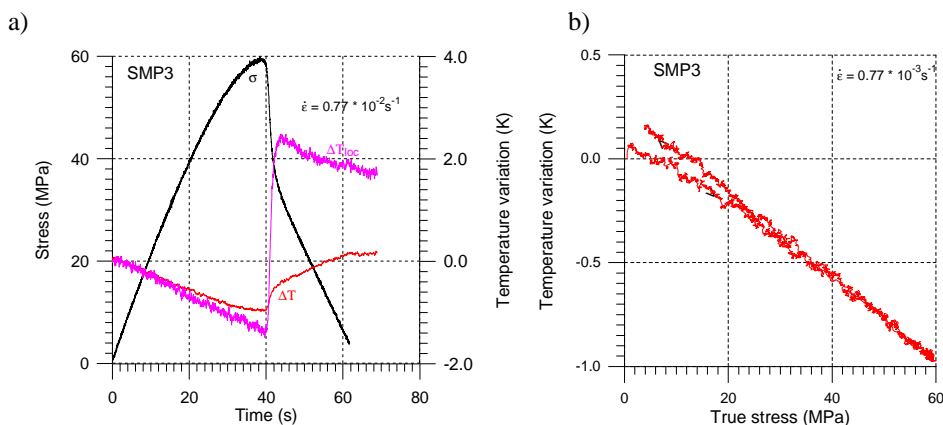 a)
SMP3
σ
ε̇ = 0.77 * 10⁻²s⁻¹
ΔTloc
ΔT
60
40
20
0
4.0
2.0
0.0
-2.0
0
20
40
60
80
Stress (MPa)
Temperature variation (K)
Time (s)
b)
SMP3
ε̇ = 0.77 * 10⁻³s⁻¹
0.5
0.0
-0.5
-1.0
0
20
40
60
Temperature variation (K)
True stress (MPa)